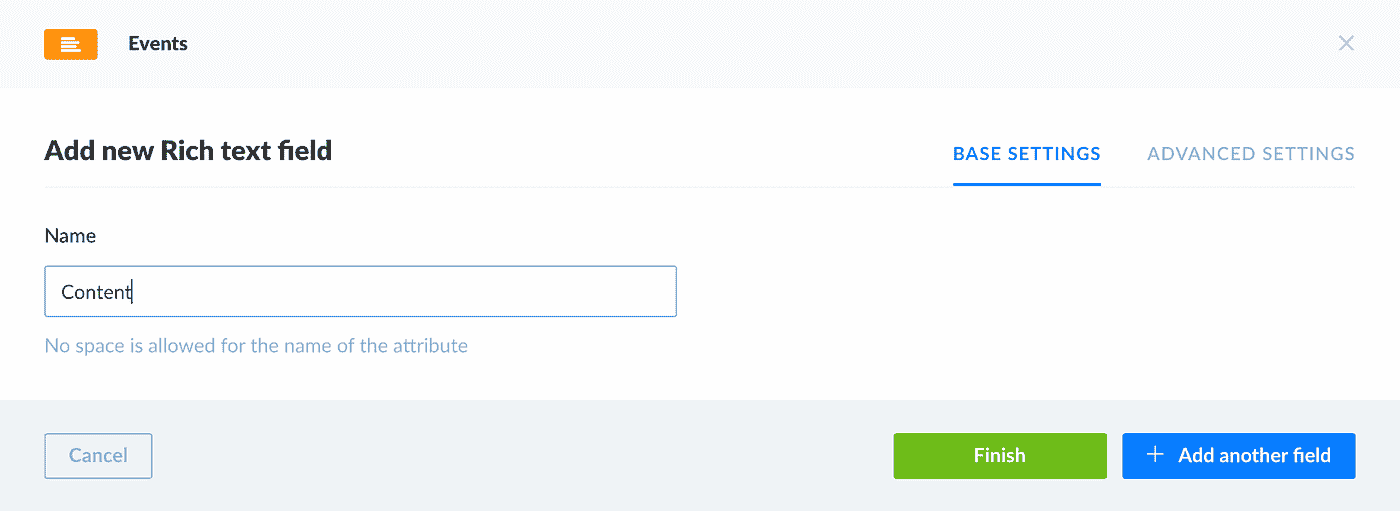 Events
Add new Rich text field
BASE SETTINGS
ADVANCED SETTINGS
Name
Content
No space is allowed for the name of the attribute
Cancel
Finish
+ Add another field